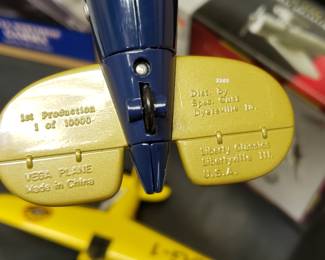 1st Production
1 of 10000
VEGA PLANE
Made in China
Dist. by
Spec. Cast
Dyersville Ia.
Liberty Classics
Libertyville Ill.
U.S.A.